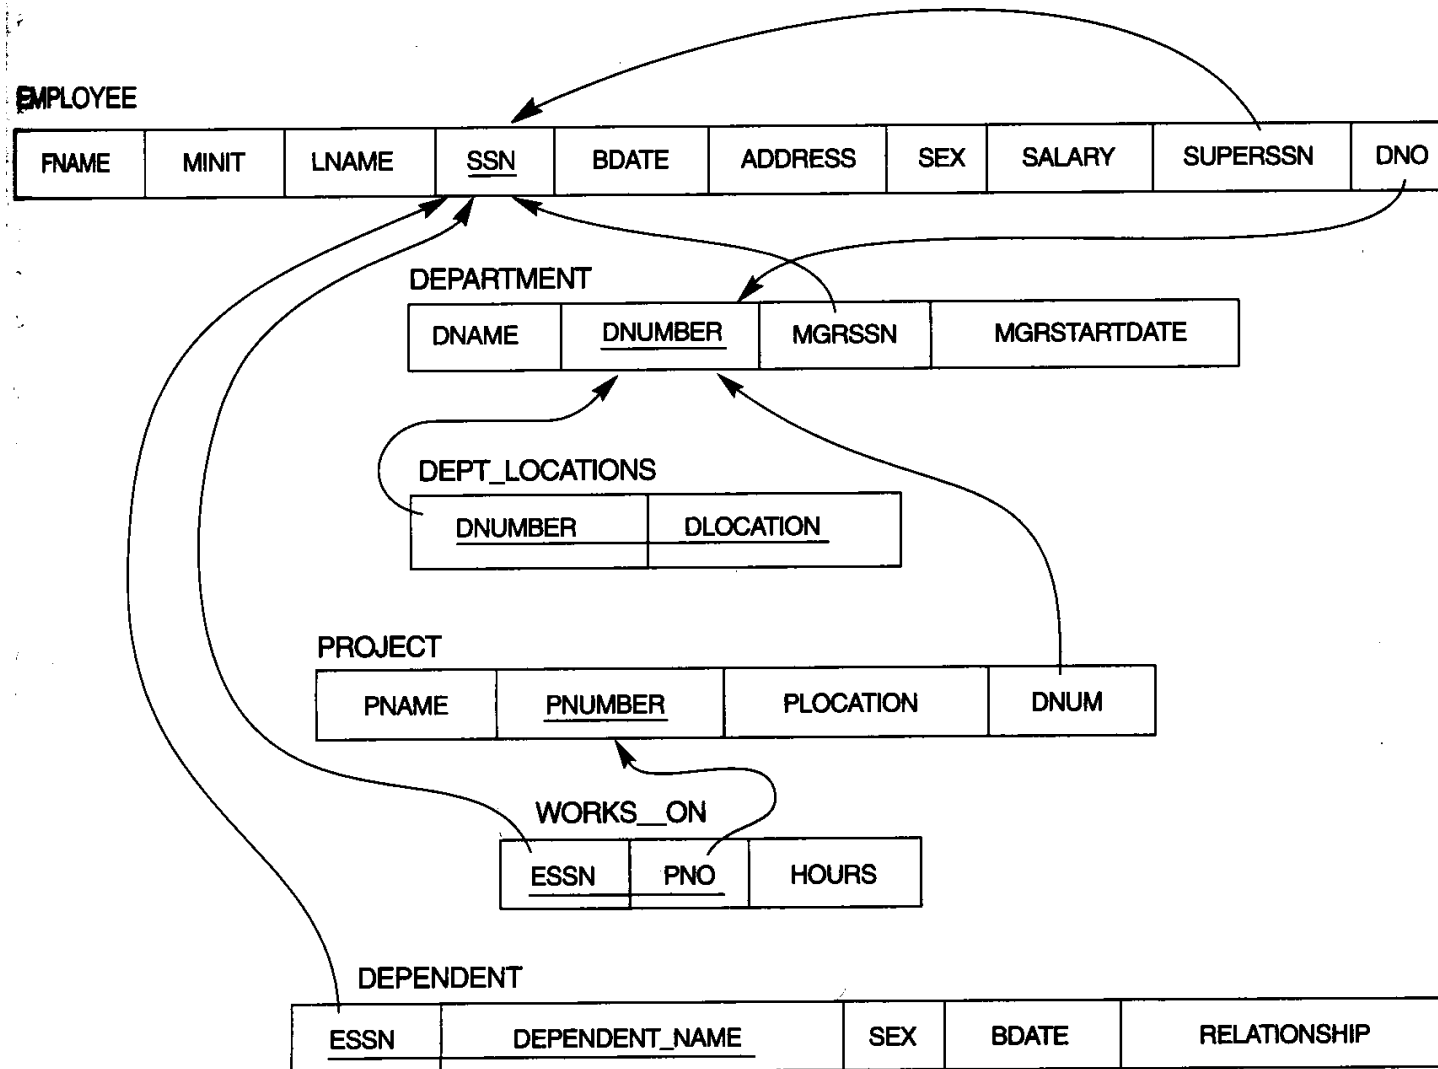 EMPLOYEE
FNAME MINIT LNAME SSN BDATE ADDRESS SEX SALARY SUPERSSN DNO
DEPARTMENT
DNAME DNUMBER MGRSSN MGRSTARTDATE
DEPT_LOCATIONS
DNUMBER DLOCATION
PROJECT
PNAME PNUMBER PLOCATION DNUM
WORKS__ON
ESSN PNO HOURS
DEPENDENT
ESSN DEPENDENT_NAME SEX BDATE RELATIONSHIP